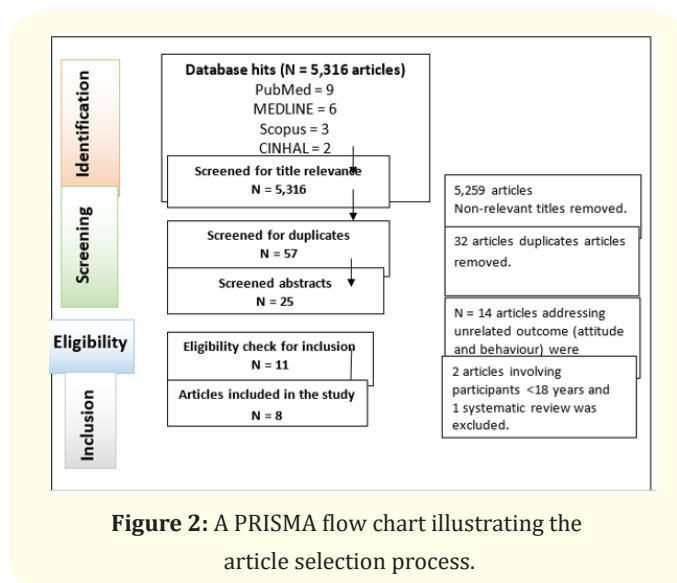 Identification
Database hits (N = 5,316 articles)
PubMed = 9
MEDLINE = 6
Scopus = 3
CINHAL = 2
Screened for title relevance
N = 5,316
5,259 articles
Non-relevant titles removed.
Screening
Screened for duplicates
N = 57
32 articles duplicates articles
removed.
Screened abstracts
N = 25
N = 14 articles addressing
unrelated outcome (attitude
and behaviour) were
Eligibility
Eligibility check for inclusion
N = 11
2 articles involving
participants <18 years and
1 systematic review was
excluded.
Inclusion
Articles included in the study
N = 8
Figure 2: A PRISMA flow chart illustrating the
article selection process.